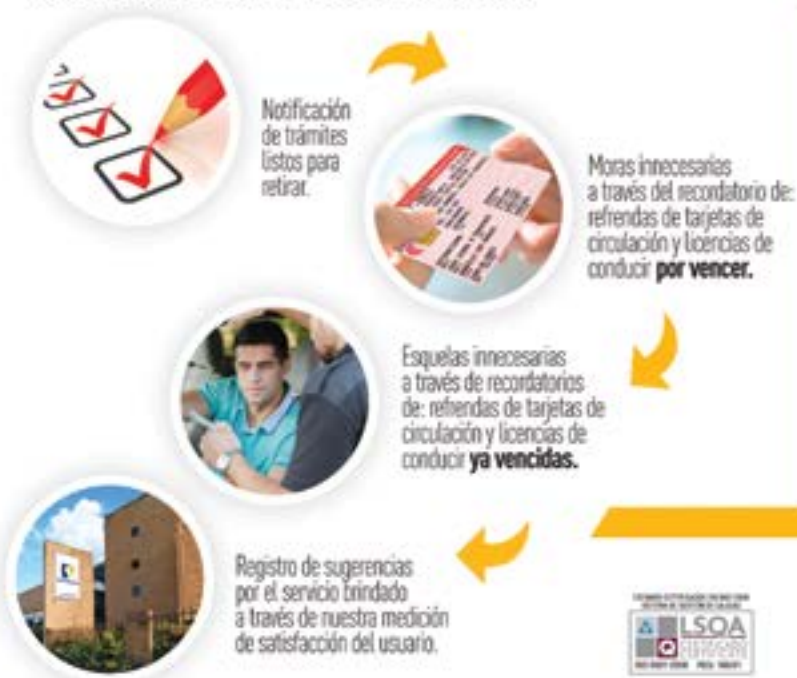 Notificación
de trámites
listos para
retirar.
Moras innecesarias
a través del recordatorio de:
refrendas de tarjetas de
circulación y licencias de
conducir por vencer.
Esquelas innecesarias
a través de recordatorios
de: refrendas de tarjetas de
circulación y licencias de
conducir ya vencidas.
Registro de sugerencias
por el servicio brindado
a través de nuestra medición
de satisfacción del usuario.
LSQA